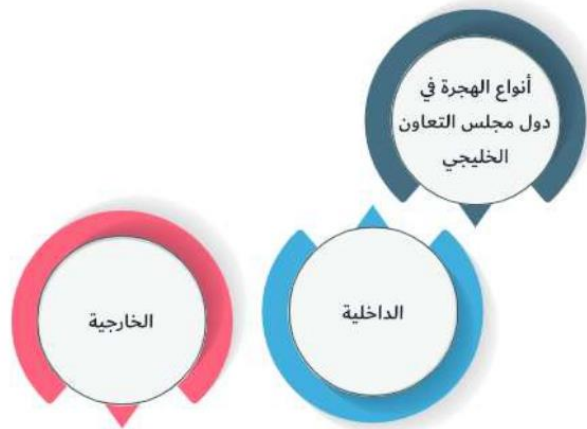 أنواع الهجرة في
دول مجلس التعاون
الخليجي
الداخلية
الخارجية